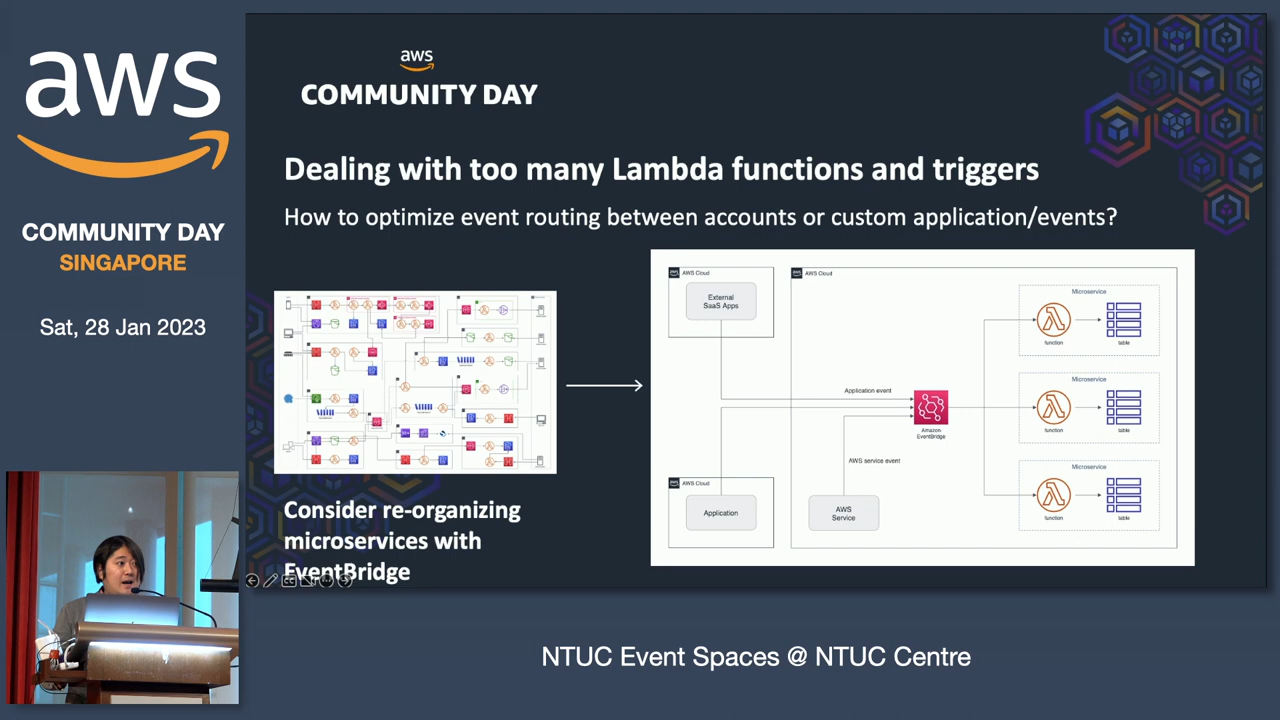 aws
COMMUNITY DAY
SINGAPORE
Sat, 28 Jan 2023
aws
COMMUNITY DAY
Dealing with too many Lambda functions and triggers
How to optimize event routing between accounts or custom application/events?
Consider re-organizing
microservices with
EventBridge
AWS Cloud
External
SaaS Apps
AWS Cloud
Application
AWS Cloud
Application event
Amazon
EventBridge
AWS service event
AWS
Service
Microservice
function
table
Microservice
function
table
Microservice
function
table
NTUC Event Spaces @ NTUC Centre